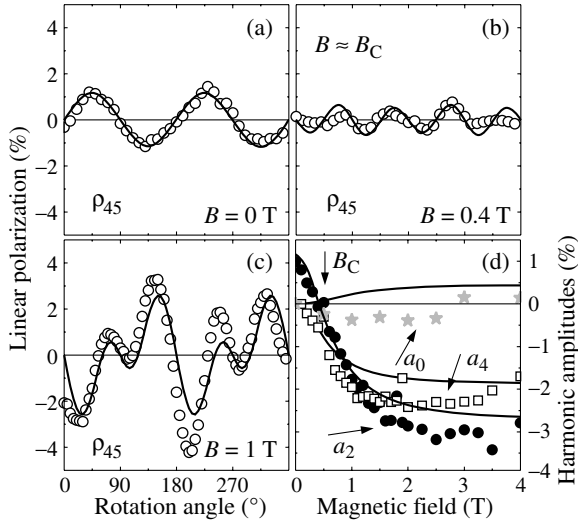 (a)
4
2
0
−2
−4
ρ45
B = 0 T
(b)
B ≈ BC
ρ45
B = 0.4 T
Linear polarization (%)
(c)
4
2
0
−2
−4
ρ45
B = 1 T
0 90 180 270
Rotation angle (°)
(d)
BC
a0
a4
a2
1
0
−1
−2
−3
−4
Harmonic amplitudes (%)
0 1 2 3 4
Magnetic field (T)